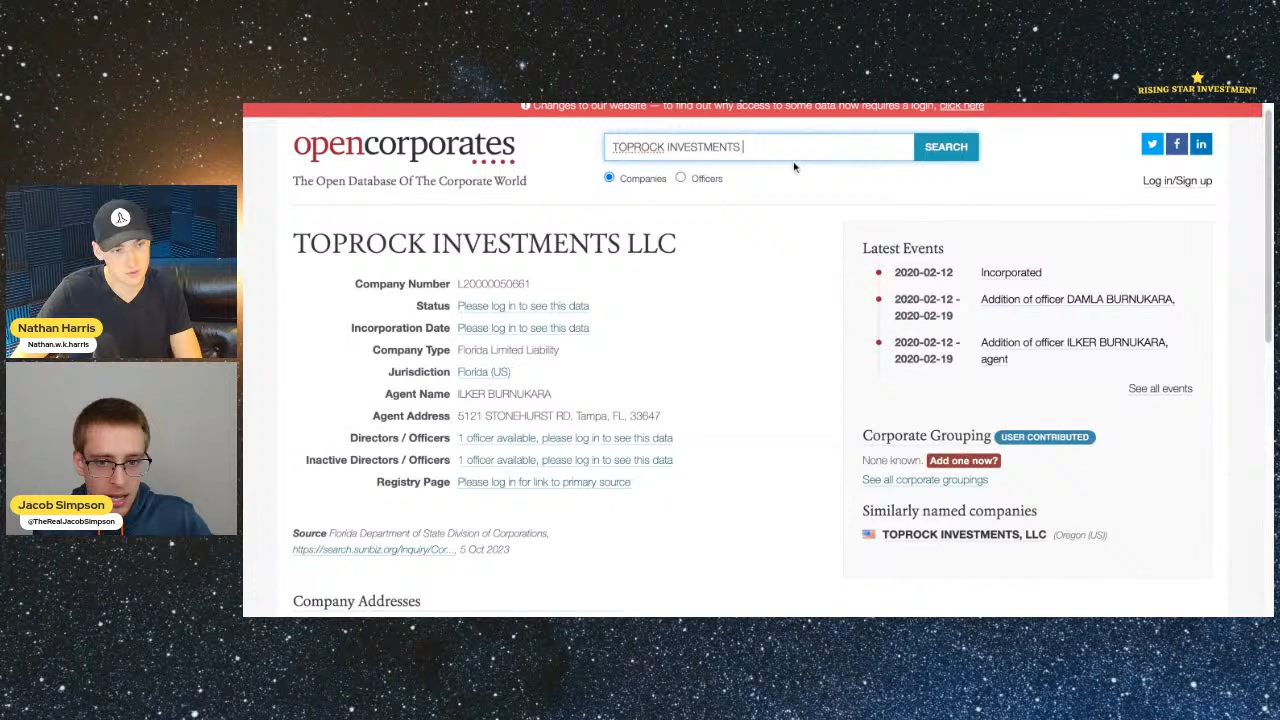 RISING STAR INVESTMENT
Changes to our website — to find out why access to some data now requires a login, click here
opencorporates
The Open Database Of The Corporate World
TOPROCK INVESTMENTS
SEARCH
Companies
Officers
Log in/Sign up
TOPROCK INVESTMENTS LLC
Company Number L20000050661
Status Please log in to see this data
Incorporation Date Please log in to see this data
Company Type Florida Limited Liability
Jurisdiction Florida (US)
Agent Name ILKER BURNUKARA
Agent Address 5121 STONEHURST RD, Tampa, FL, 33647
Directors / Officers 1 officer available, please log in to see this data
Inactive Directors / Officers 1 officer available, please log in to see this data
Registry Page Please log in for link to primary source
Source Florida Department of State Division of Corporations,
https://search.sunbiz.org/Inquiry/Cor..., 5 Oct 2023
Company Addresses
Latest Events
2020-02-12 Incorporated
2020-02-12 - Addition of officer DAMLA BURNUKARA,
2020-02-19
2020-02-12 - Addition of officer ILKER BURNUKARA,
2020-02-19 agent
See all events
Corporate Grouping USER CONTRIBUTED
None known. Add one now?
See all corporate groupings
Similarly named companies
TOPROCK INVESTMENTS, LLC (Oregon (US))
Nathan Harris
Nathan.w.k.harris
Jacob Simpson
@TheRealJacobSimpson